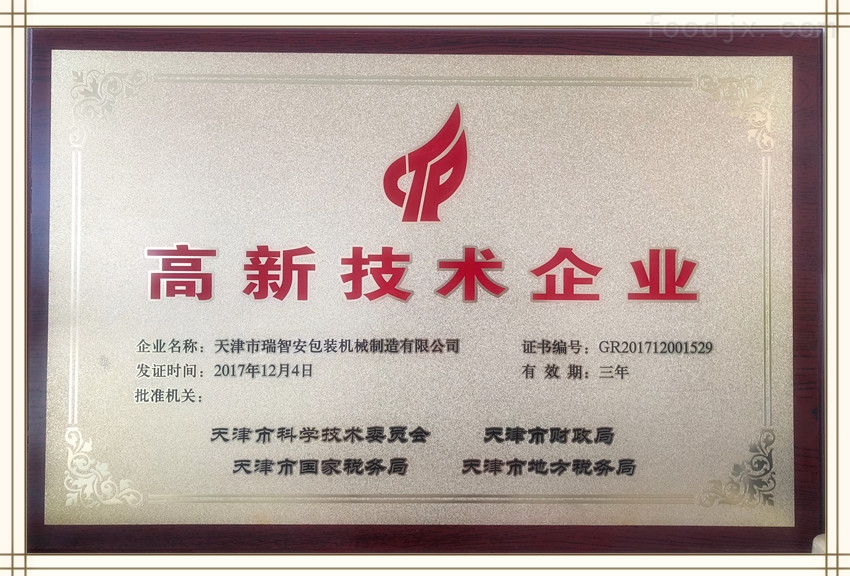 foodjx.com
CTP
高新技术企业
企业名称：天津市瑞智安包装机械制造有限公司 证书编号：GR201712001529
发证时间：2017年12月4日 有 效 期：三年
批准机关：
天津市科学技术委员会 天津市财政局
天津市国家税务局 天津市地方税务局